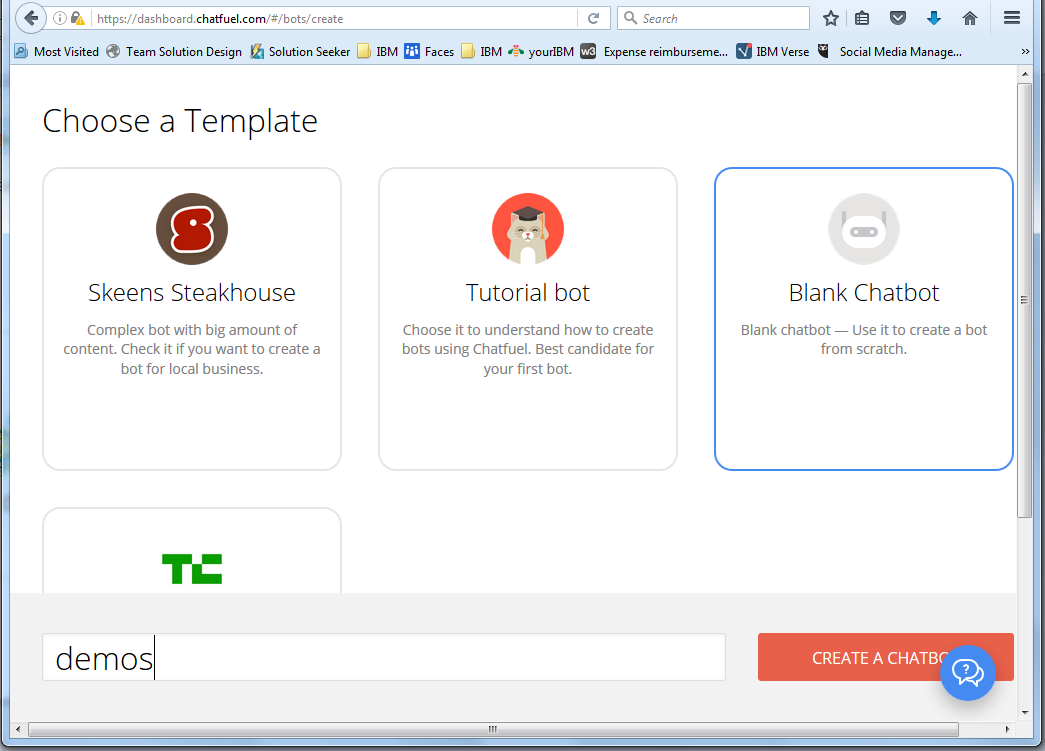 https://dashboard.chatfuel.com/#/bots/create
Search
Most Visited Team Solution Design Solution Seeker IBM Faces IBM yourIBM w3 Expense reimburseme... IBM Verse Social Media Manage... »
Choose a Template
S
Skeens Steakhouse
Complex bot with big amount of
content. Check it if you want to create a
bot for local business.
Tutorial bot
Choose it to understand how to create
bots using Chatfuel. Best candidate for
your first bot.
Blank Chatbot
Blank chatbot — Use it to create a bot
from scratch.
TC
demos
CREATE A CHATBO
?